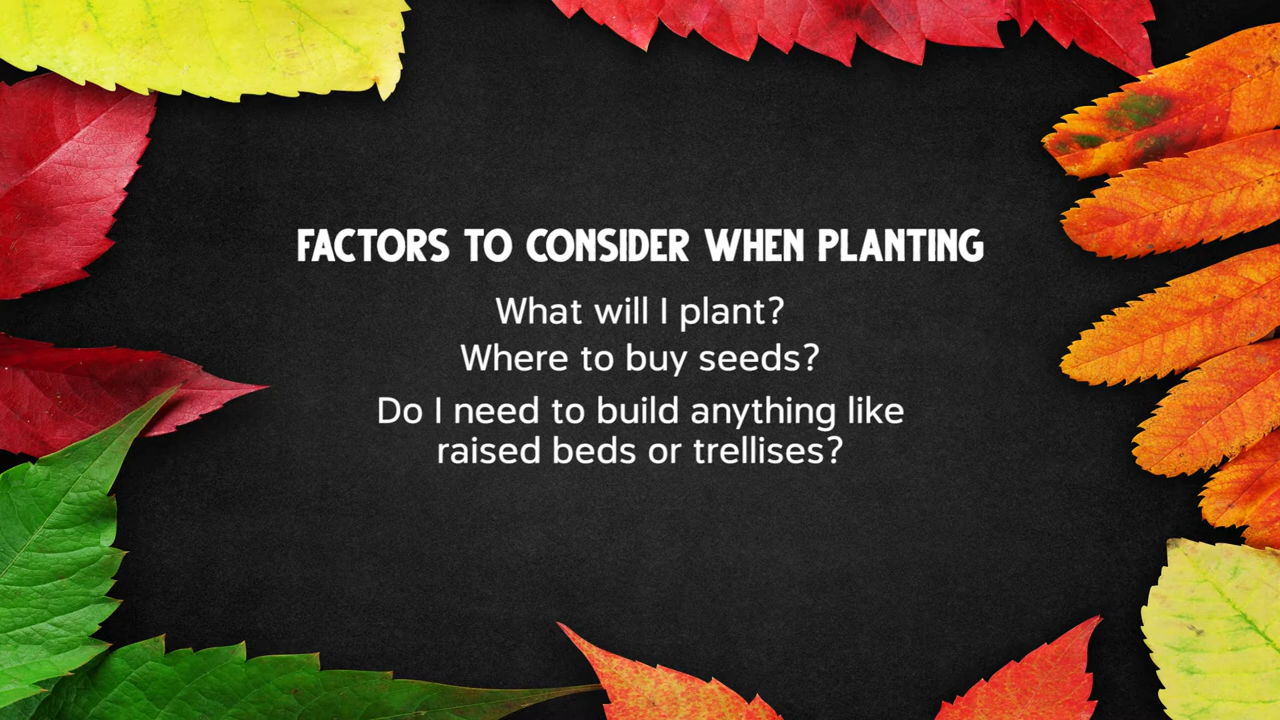 FACTORS TO CONSIDER WHEN PLANTING
What will I plant?
Where to buy seeds?
Do I need to build anything like
raised beds or trellises?